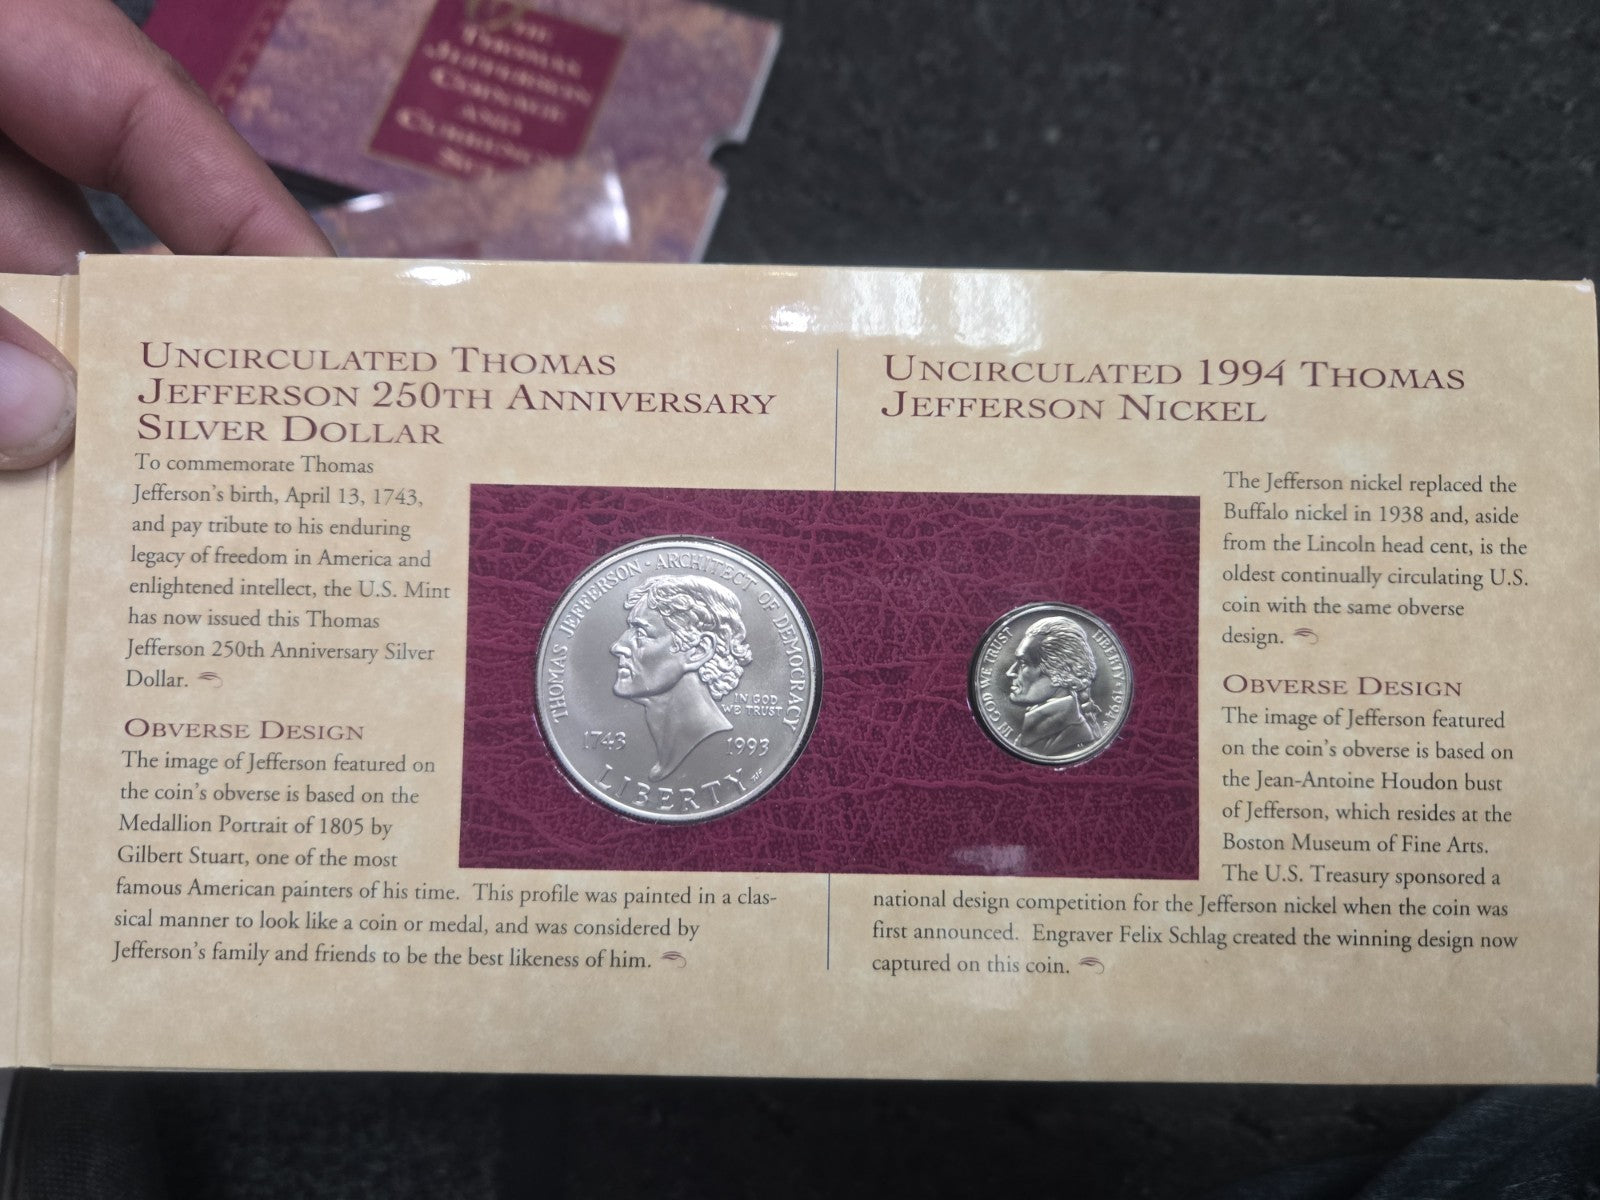 THE
THOMAS
JEFFERSON
COINAGE
AND
CURRENCY
SET
UNCIRCULATED THOMAS
JEFFERSON 250TH ANNIVERSARY
SILVER DOLLAR
To commemorate Thomas
Jefferson's birth, April 13, 1743,
and pay tribute to his enduring
legacy of freedom in America and
enlightened intellect, the U.S. Mint
has now issued this Thomas
Jefferson 250th Anniversary Silver
Dollar.
OBVERSE DESIGN
The image of Jefferson featured on
the coin's obverse is based on the
Medallion Portrait of 1805 by
Gilbert Stuart, one of the most
famous American painters of his time. This profile was painted in a clas-
sical manner to look like a coin or medal, and was considered by
Jefferson's family and friends to be the best likeness of him.
THOMAS JEFFERSON · ARCHITECT OF DEMOCRACY
IN GOD
WE TRUST
1743 1993
LIBERTY
UNCIRCULATED 1994 THOMAS
JEFFERSON NICKEL
IN GOD WE TRUST
LIBERTY · 1994 P
The Jefferson nickel replaced the
Buffalo nickel in 1938 and, aside
from the Lincoln head cent, is the
oldest continually circulating U.S.
coin with the same obverse
design.
OBVERSE DESIGN
The image of Jefferson featured
on the coin's obverse is based on
the Jean-Antoine Houdon bust
of Jefferson, which resides at the
Boston Museum of Fine Arts.
The U.S. Treasury sponsored a
national design competition for the Jefferson nickel when the coin was
first announced. Engraver Felix Schlag created the winning design now
captured on this coin.